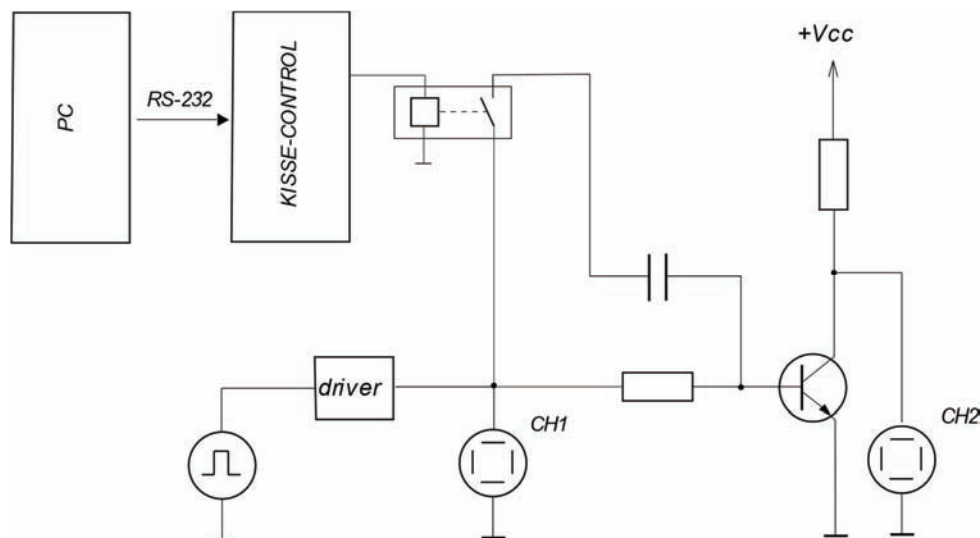 PC
RS-232
KISSE-CONTROL
+Vcc
driver
CH1
CH2